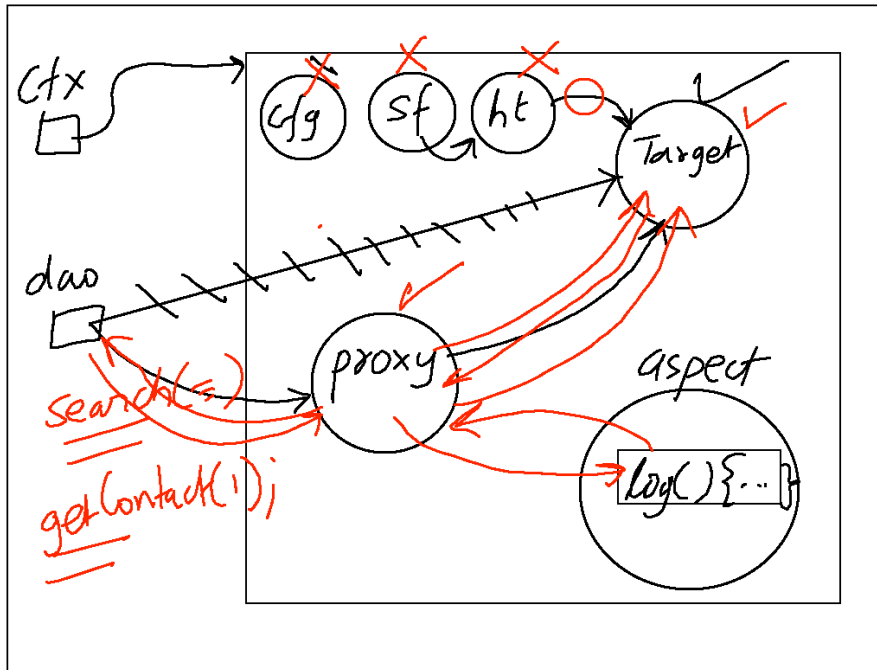 ctx
cfg
sf
ht
Target
dao
proxy
aspect
search(=)
log(){...}
getContact(1);